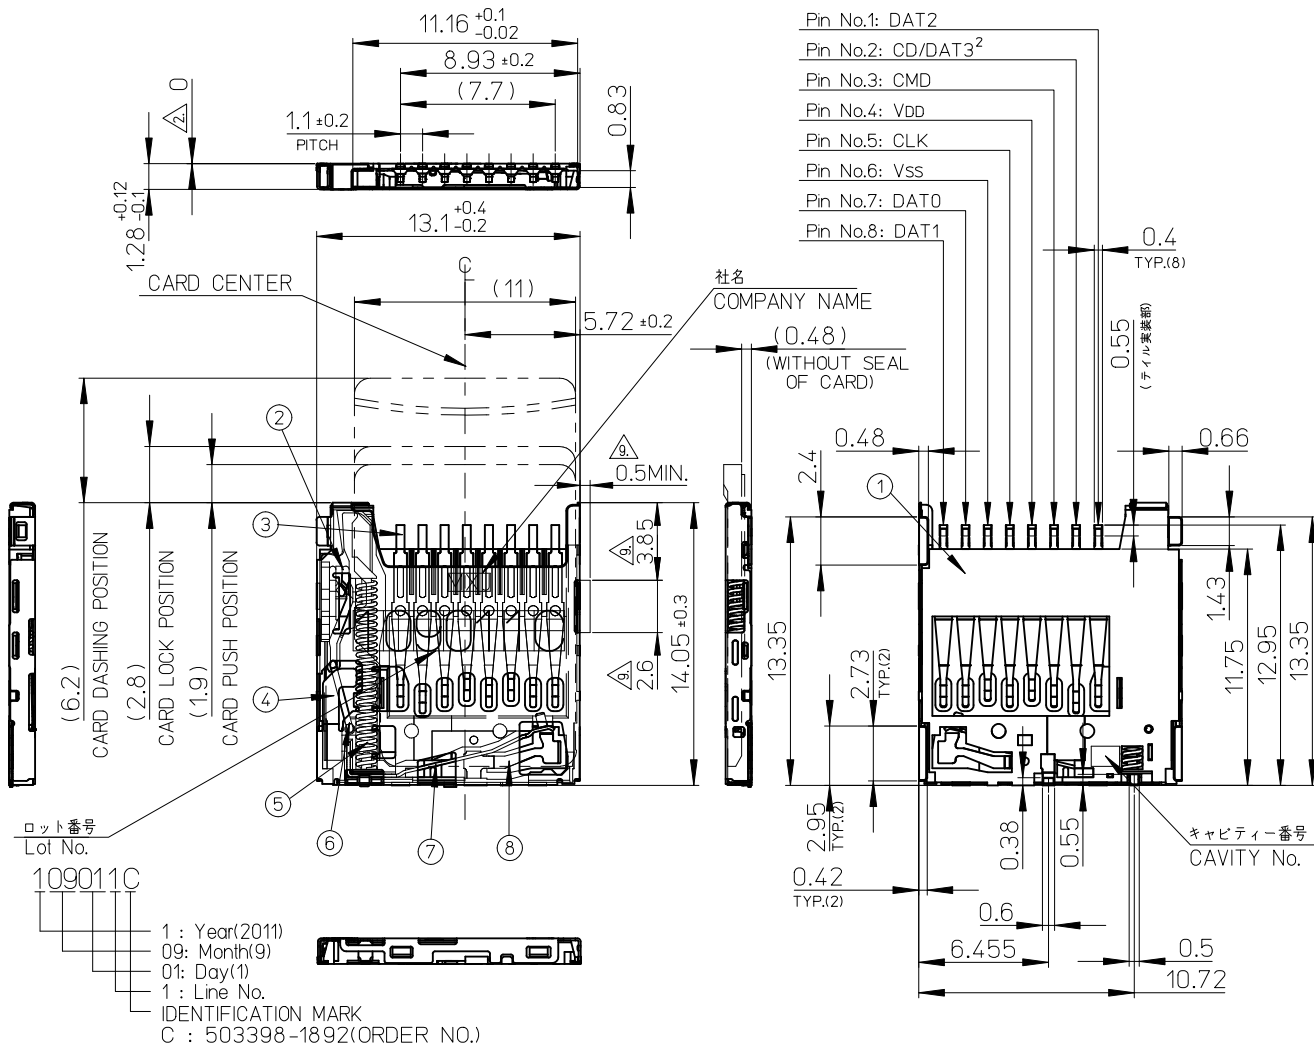 11.16 +0.1 -0.02
8.93 ±0.2
(7.7)
1.1 ±0.2
PITCH
0.83
2. 0
1.28 +0.12 -0.1
13.1 +0.4 -0.2
CARD CENTER
CL
(11)
5.72 ±0.2
社名
COMPANY NAME
(0.48)
(WITHOUT SEAL
OF CARD)
Pin No.1: DAT2
Pin No.2: CD/DAT3²
Pin No.3: CMD
Pin No.4: VDD
Pin No.5: CLK
Pin No.6: VSS
Pin No.7: DAT0
Pin No.8: DAT1
0.4
TYP.(8)
0.55
(テイル実装部)
0.48
2.4
0.66
1
2
3
4
5
6
7
8
9.
0.5MIN.
9.
3.85
9.
2.6
14.05 ±0.3
(6.2)
CARD DASHING POSITION
(2.8)
CARD LOCK POSITION
(1.9)
CARD PUSH POSITION
13.35
2.73
TYP.(2)
2.95
TYP.(2)
1.43
11.75
12.95
13.35
0.38
0.55
0.42
TYP.(2)
0.6
6.455
0.5
10.72
キャビティー番号
CAVITY No.
ロット番号
Lot No.
109011C
1 : Year(2011)
09: Month(9)
01: Day(1)
1 : Line No.
IDENTIFICATION MARK
C : 503398-1892(ORDER NO.)